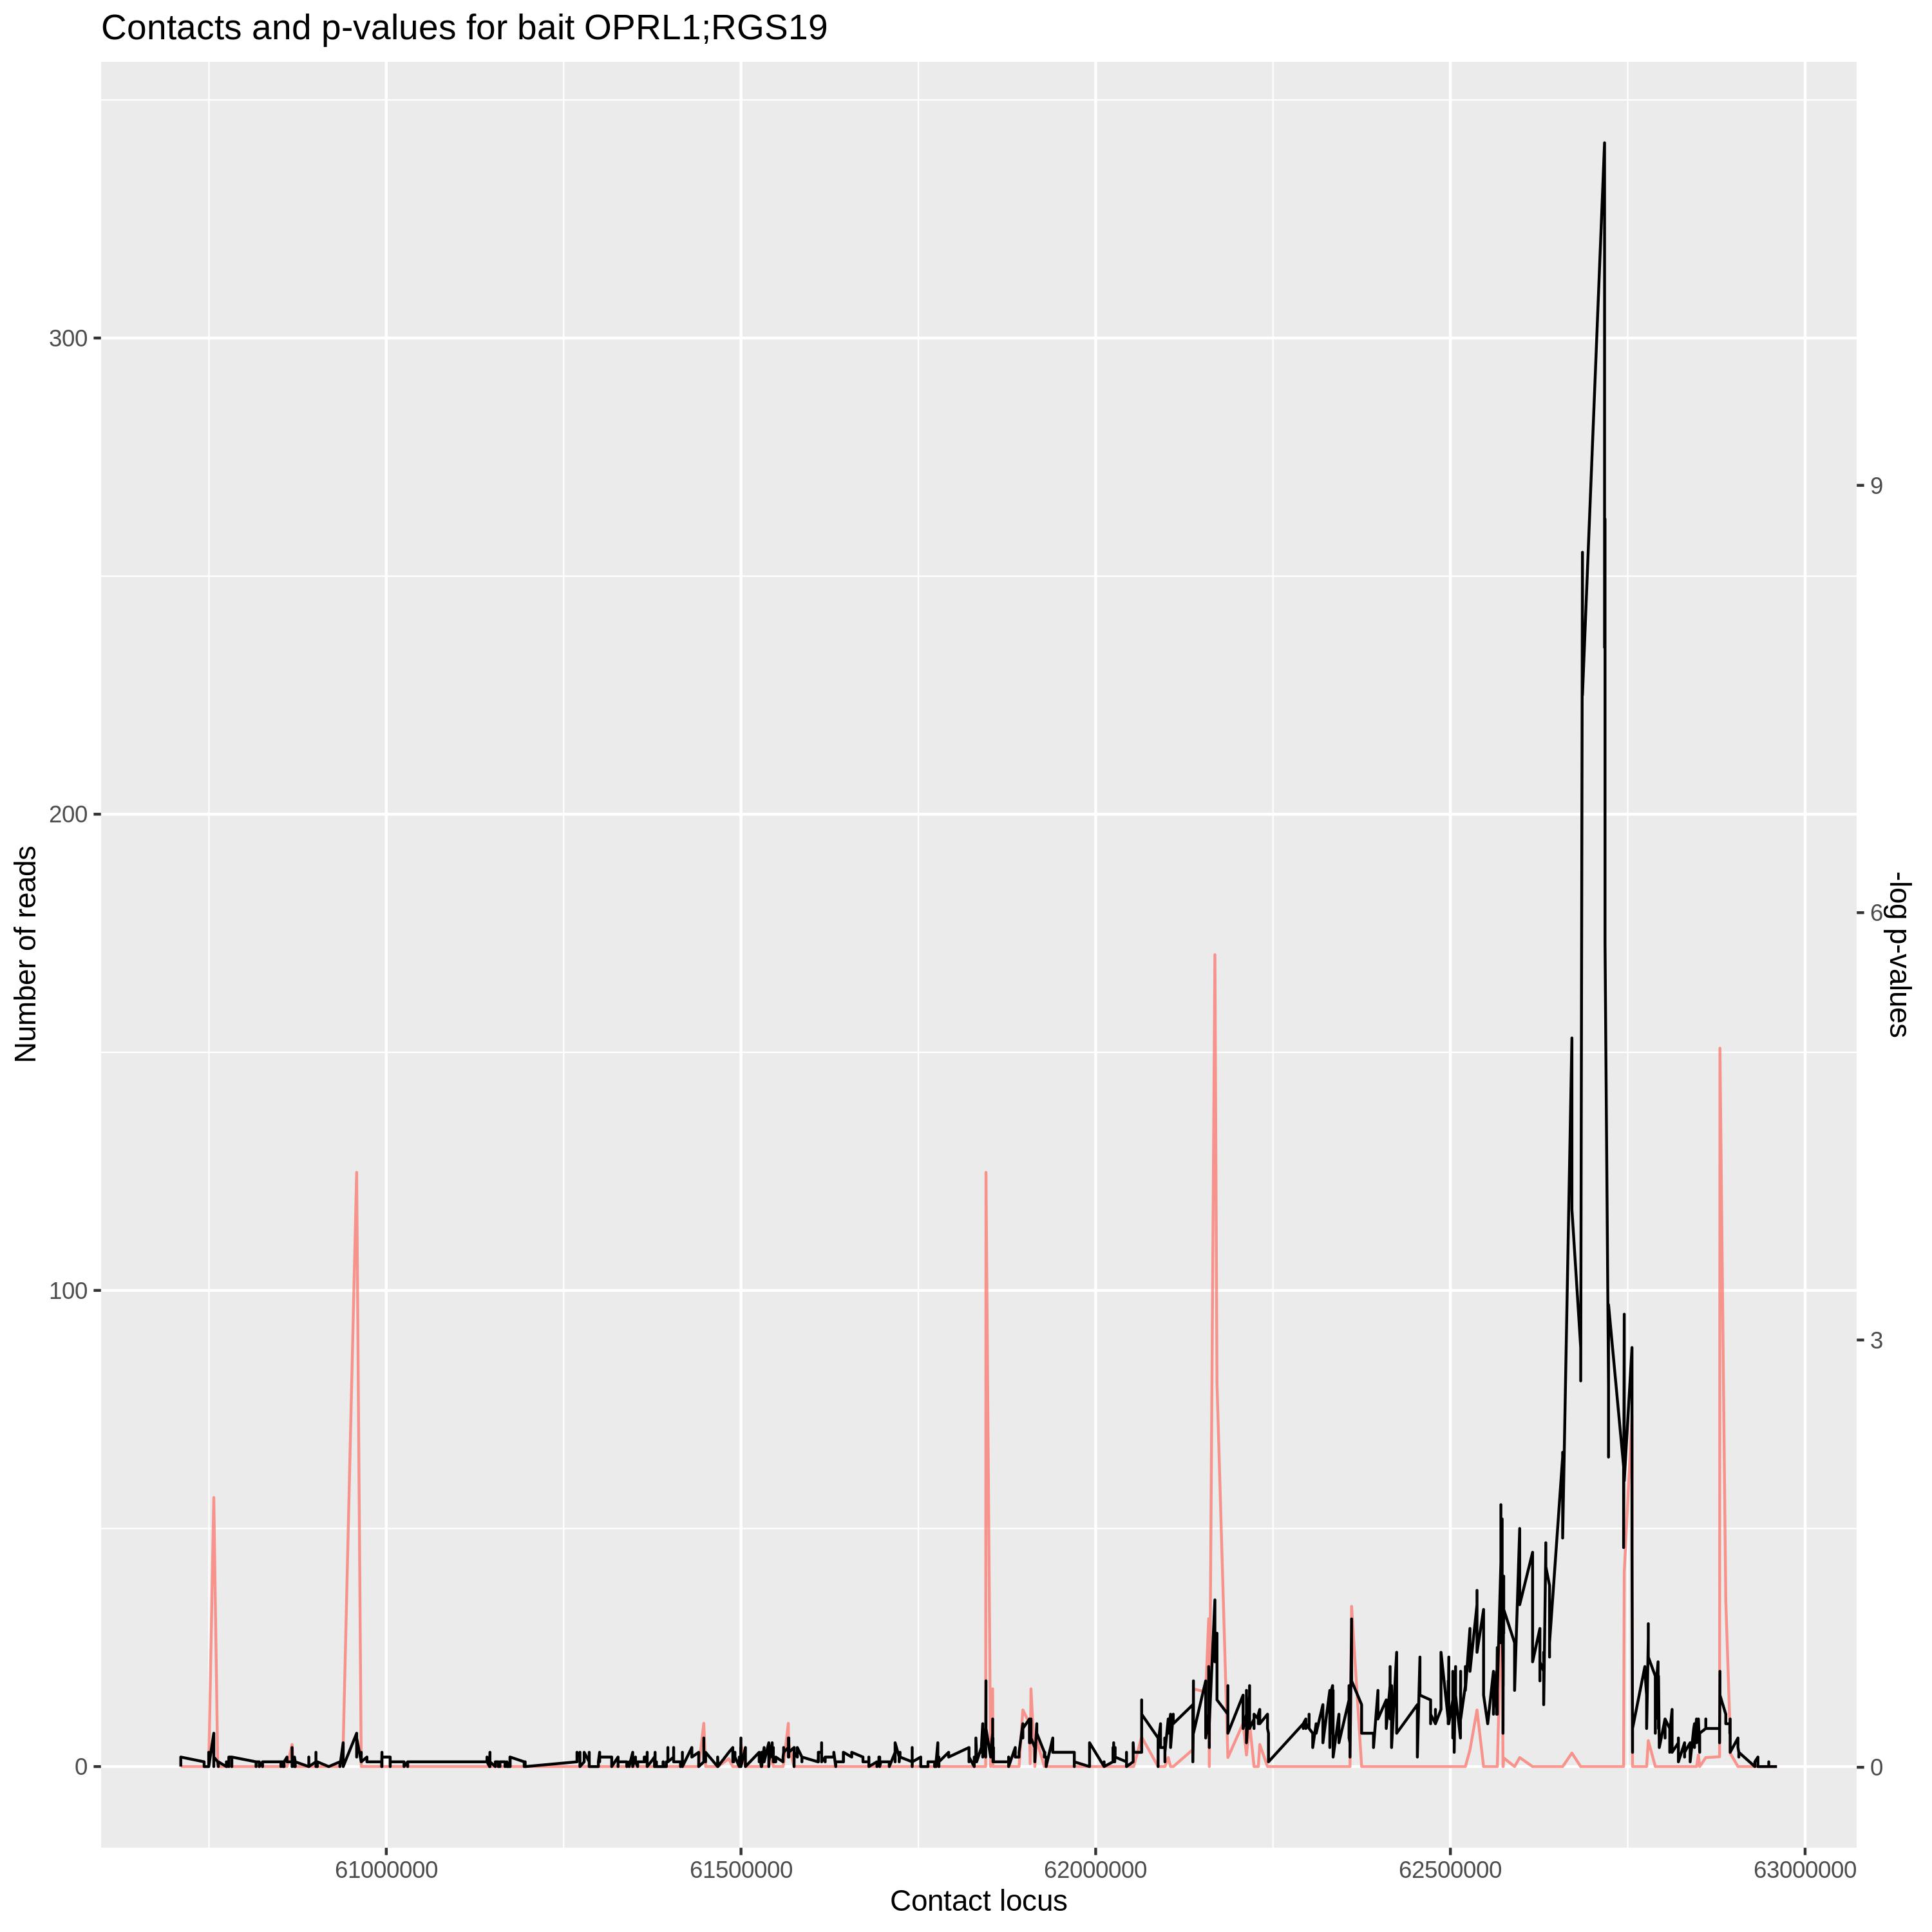 Contacts and p-values for bait OPRL1;RGS19
300
200
100
0
Number of reads
9
6
3
0
-log p-values
61000000 61500000 62000000 62500000 63000000
Contact locus